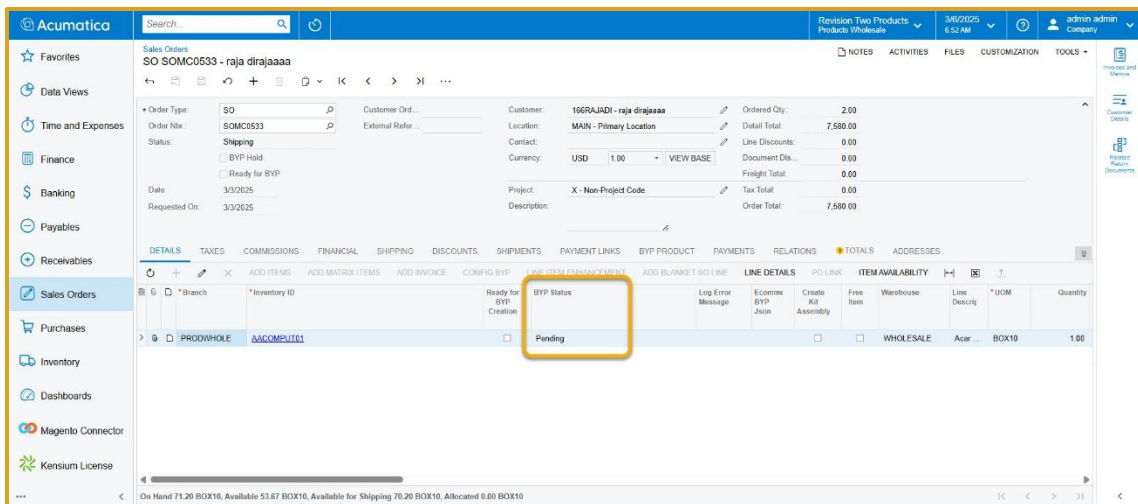 Acumatica
Search...
Revision Two Products
Products Wholesale
3/6/2025
6:52 AM
admin admin
Company
Favorites
Data Views
Time and Expenses
Finance
Banking
Payables
Receivables
Sales Orders
Purchases
Inventory
Dashboards
Magento Connector
Kensium License
Sales Orders
SO SOMC0533 - raja dirajaaaa
NOTES ACTIVITIES FILES CUSTOMIZATION TOOLS
* Order Type: SO
Order Nbr.: SOMC0533
Status: Shipping
BYP Hold
Ready for BYP
Date: 3/3/2025
Requested On: 3/3/2025
Customer Ord...
External Refer...
Customer: 166RAJADI - raja dirajaaaa
Location: MAIN - Primary Location
Contact:
Currency: USD 1.00 VIEW BASE
Project: X - Non-Project Code.
Description:
Ordered Qty.: 2.00
Detail Total: 7,580.00
Line Discounts: 0.00
Document Dis... 0.00
Freight Total: 0.00
Tax Total: 0.00
Order Total: 7,580.00
Invoices and Memos
Customer Details
Related Return Documents
DETAILS TAXES COMMISSIONS FINANCIAL SHIPPING DISCOUNTS SHIPMENTS PAYMENT LINKS BYP PRODUCT PAYMENTS RELATIONS TOTALS ADDRESSES
ADD ITEMS ADD MATRIX ITEMS ADD INVOICE CONFIG BYP LINE ITEM ENHANCEMENT ADD BLANKET SO LINE LINE DETAILS PO LINK ITEM AVAILABILITY
*Branch *Inventory ID Ready for BYP Creation BYP Status Log Error Message Ecomme BYP Json Create Kit Assembly Free Item Warehouse Line Descrip *UOM Quantity
PRODWHOLE AACOMPUT01 Pending WHOLESALE Acer ... BOX10 1.00
On Hand 71.20 BOX10, Available 53.67 BOX10, Available for Shipping 70.20 BOX10, Allocated 0.00 BOX10